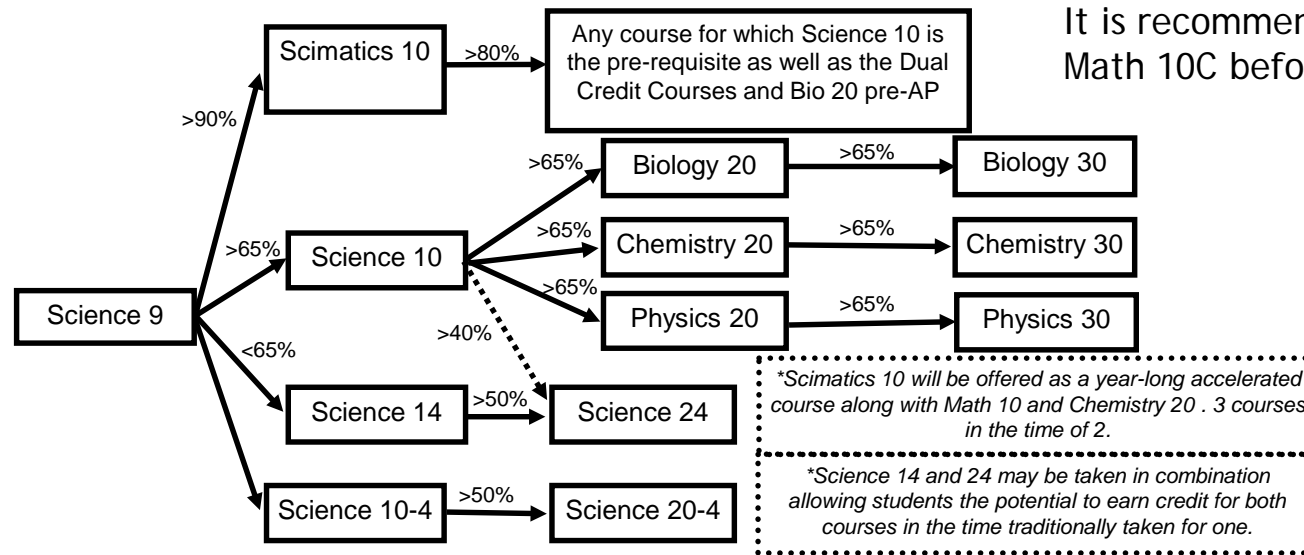 It is recommen
Math 10C befo
Scimatics 10
>80%
Any course for which Science 10 is
the pre-requisite as well as the Dual
Credit Courses and Bio 20 pre-AP
>90%
>65%
Biology 20
>65%
Biology 30
>65%
Science 10
>65%
Chemistry 20
>65%
Chemistry 30
Science 9
>65%
Physics 20
>65%
Physics 30
>40%
<65%
Science 14
>50%
Science 24
*Scimatics 10 will be offered as a year-long accelerated
course along with Math 10 and Chemistry 20 . 3 courses
in the time of 2.
Science 10-4
>50%
Science 20-4
*Science 14 and 24 may be taken in combination
allowing students the potential to earn credit for both
courses in the time traditionally taken for one.